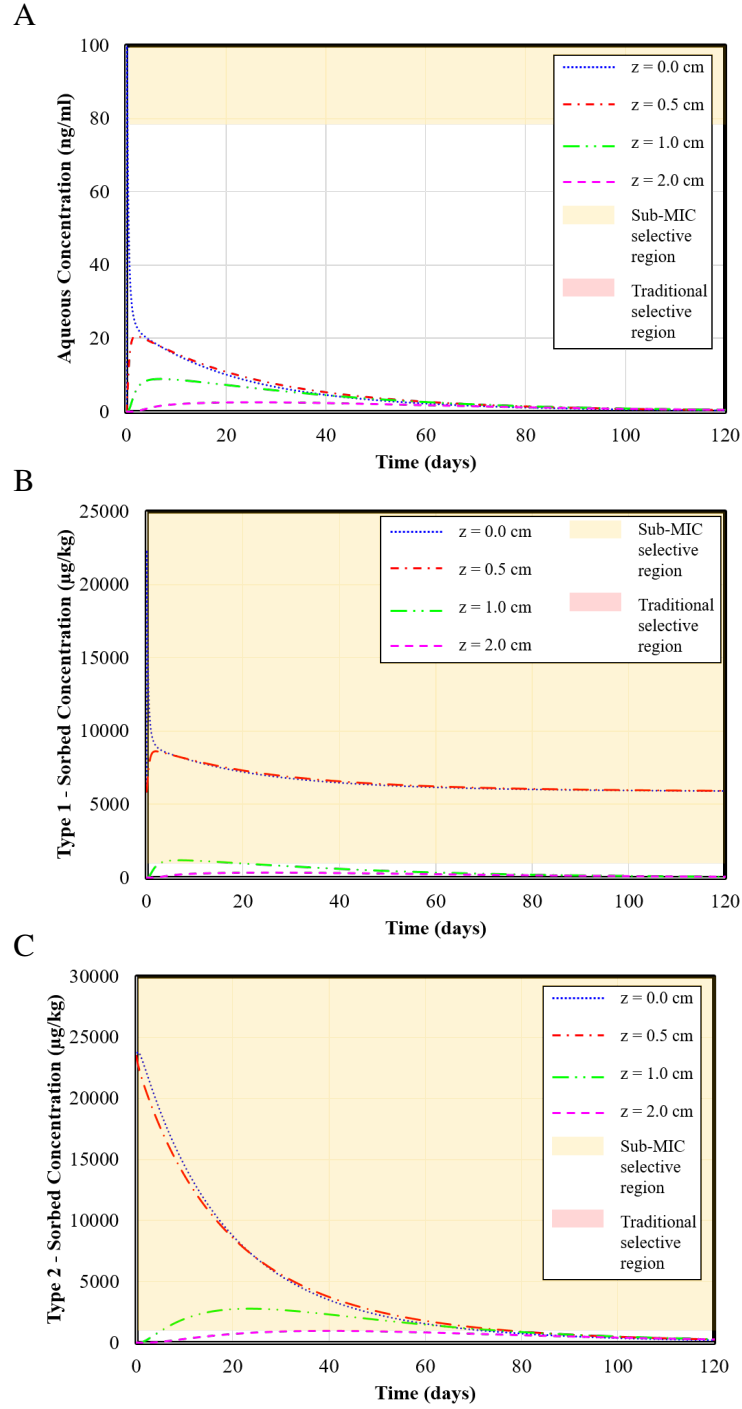 A
Aqueous Concentration (ng/ml)
100
80
60
40
20
0
z = 0.0 cm
z = 0.5 cm
z = 1.0 cm
z = 2.0 cm
Sub-MIC
selective
region
Traditional
selective
region
0 20 40 60 80 100 120
Time (days)
B
Type 1 - Sorbed Concentration (µg/kg)
25000
20000
15000
10000
5000
0
z = 0.0 cm
z = 0.5 cm
z = 1.0 cm
z = 2.0 cm
Sub-MIC
selective
region
Traditional
selective
region
0 20 40 60 80 100 120
Time (days)
C
Type 2 - Sorbed Concentration (µg/kg)
30000
25000
20000
15000
10000
5000
0
z = 0.0 cm
z = 0.5 cm
z = 1.0 cm
z = 2.0 cm
Sub-MIC
selective
region
Traditional
selective
region
0 20 40 60 80 100 120
Time (days)